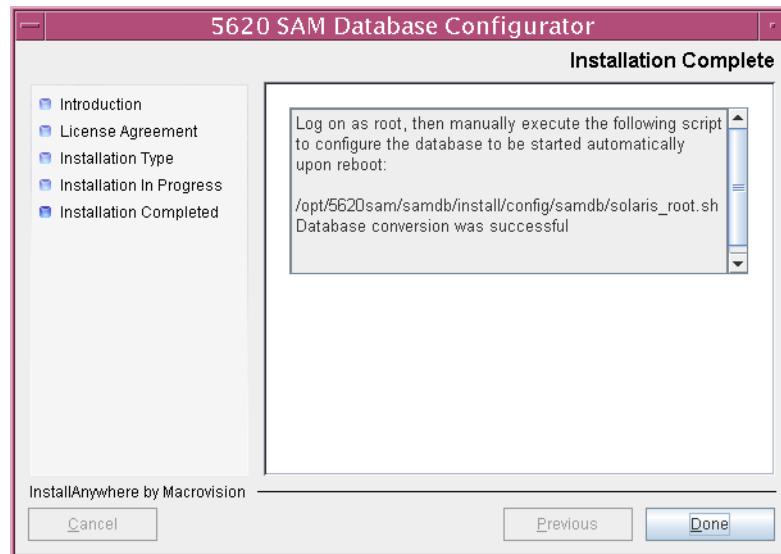 5620 SAM Database Configurator
Installation Complete
Introduction
License Agreement
Installation Type
Installation In Progress
Installation Completed
Log on as root, then manually execute the following script
to configure the database to be started automatically
upon reboot:
/opt/5620sam/samdb/install/config/samdb/solaris_root.sh
Database conversion was successful
InstallAnywhere by Macrovision
Cancel
Previous
Done